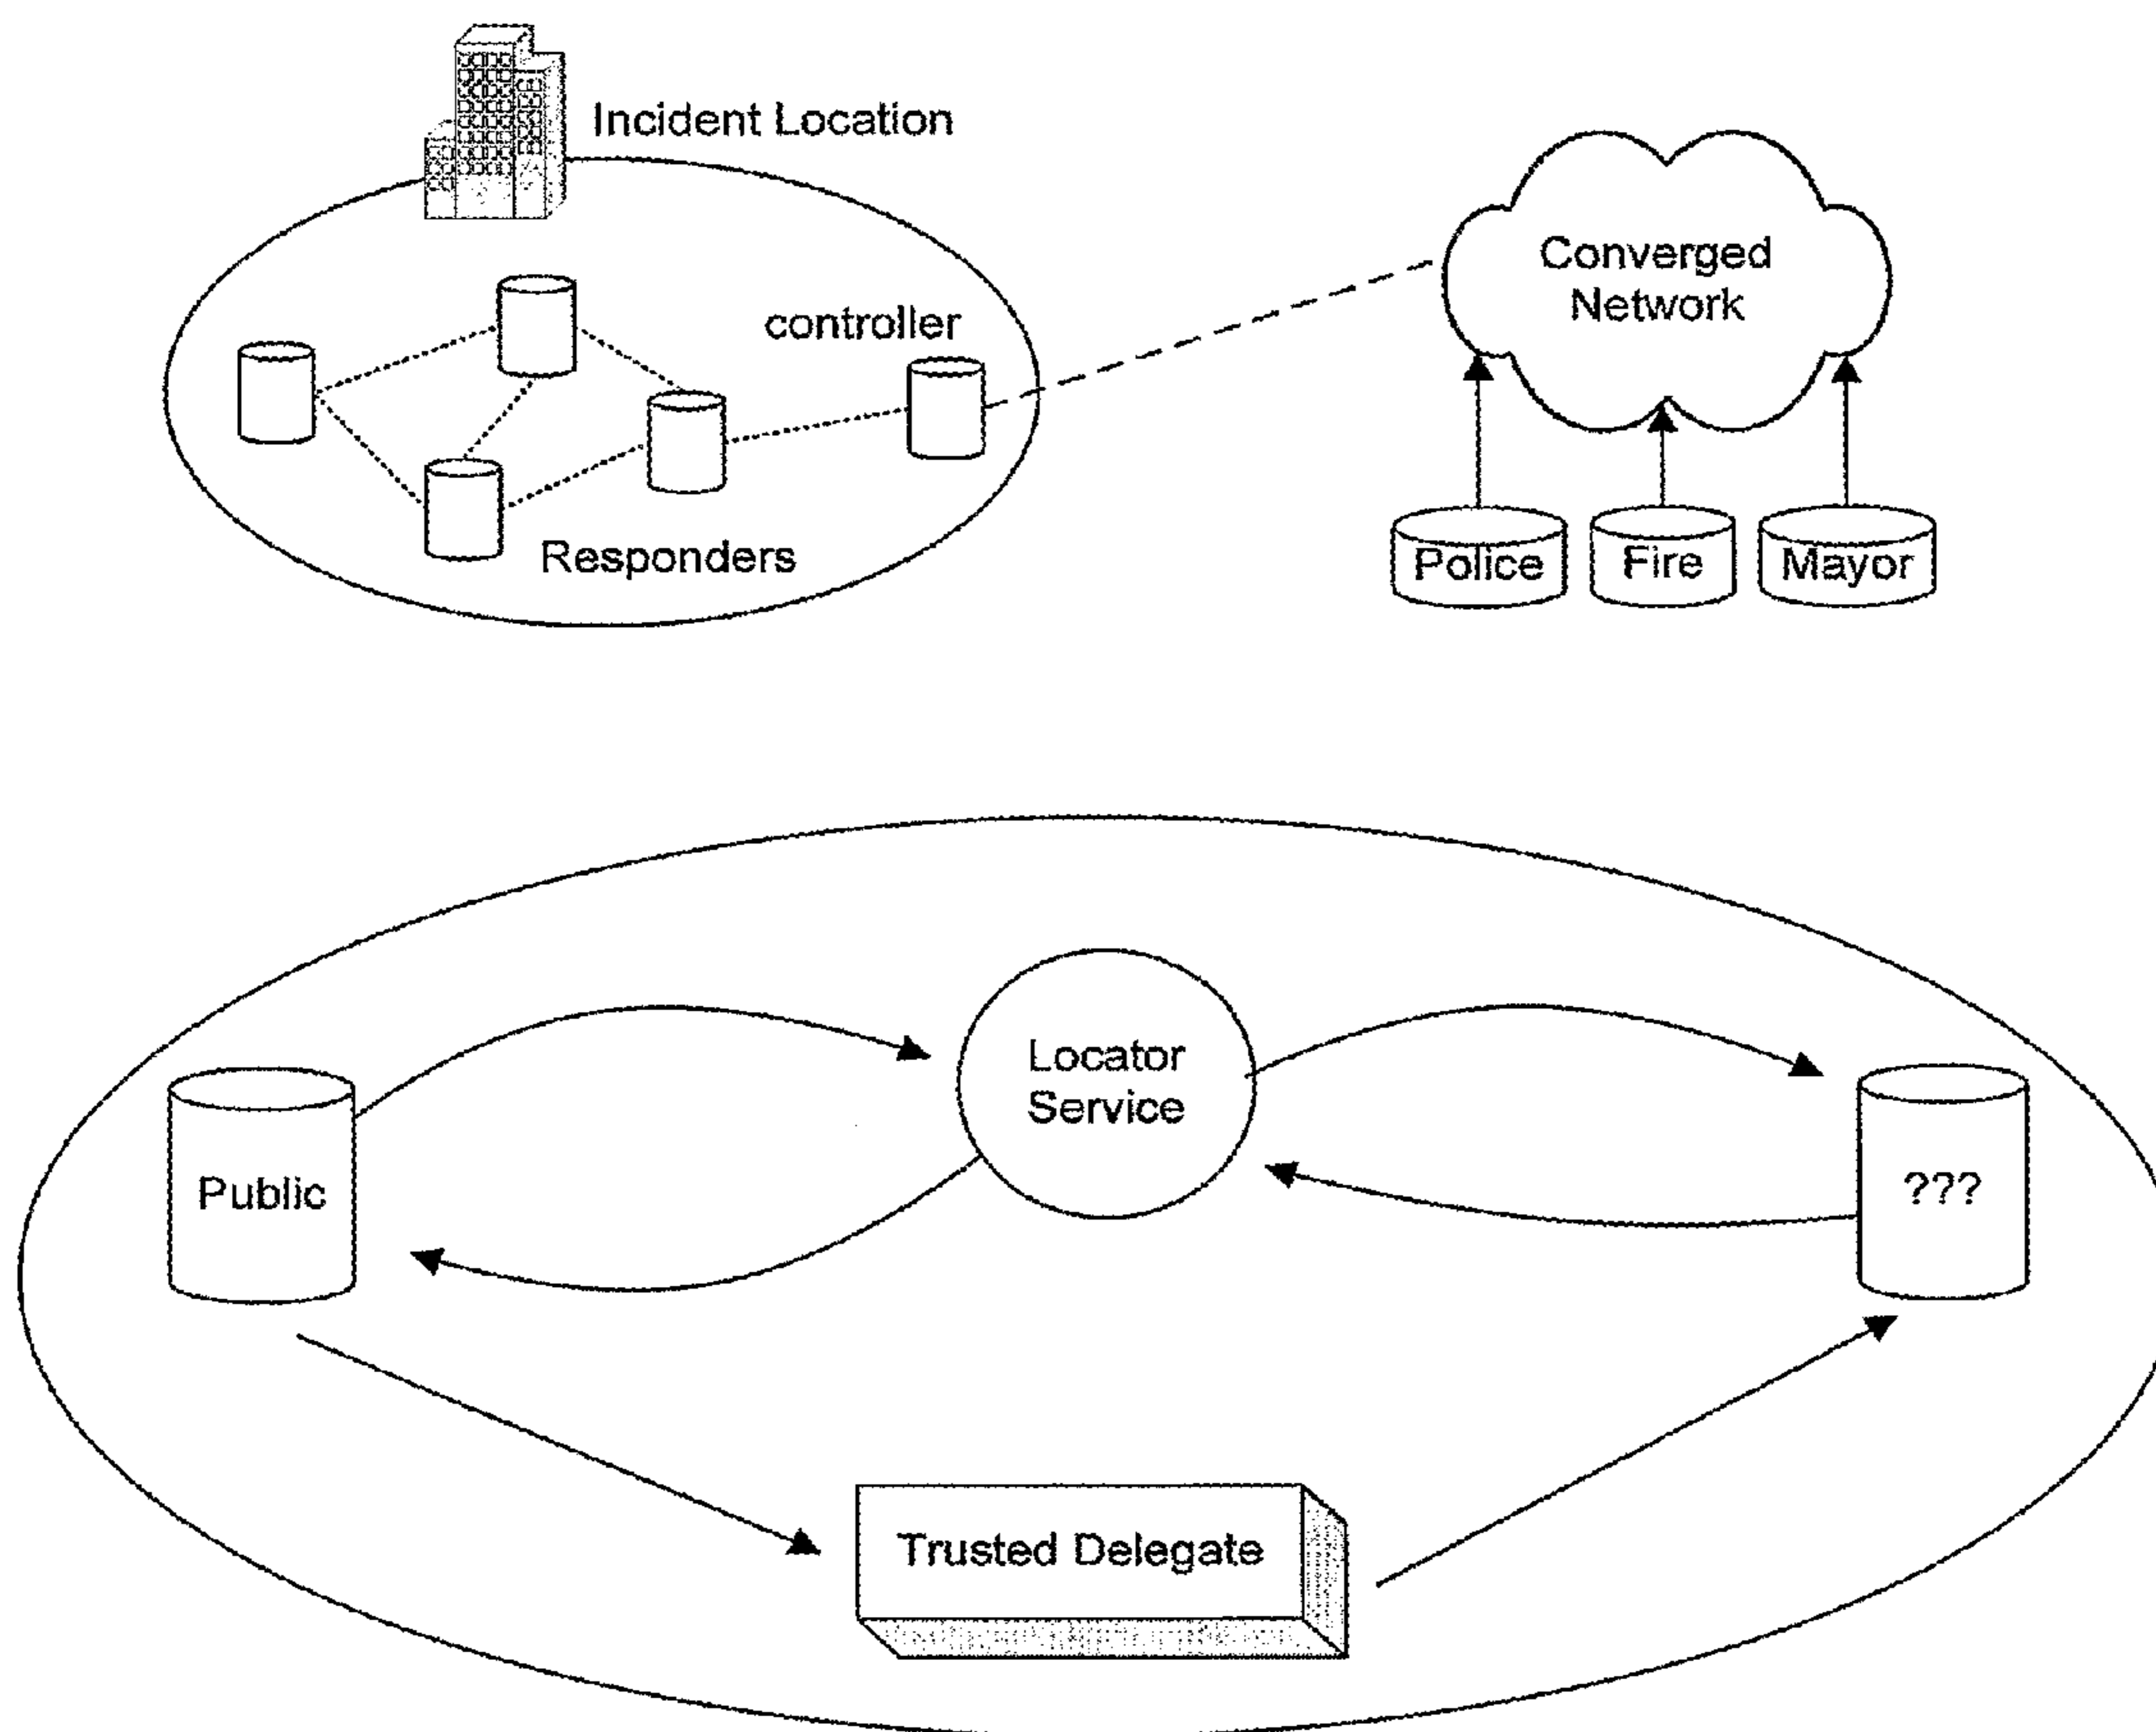 Incident Location
Converged
Network
controller
Responders
Police
Fire
Mayor
Locator
Service
Public
???
Trusted Delegate